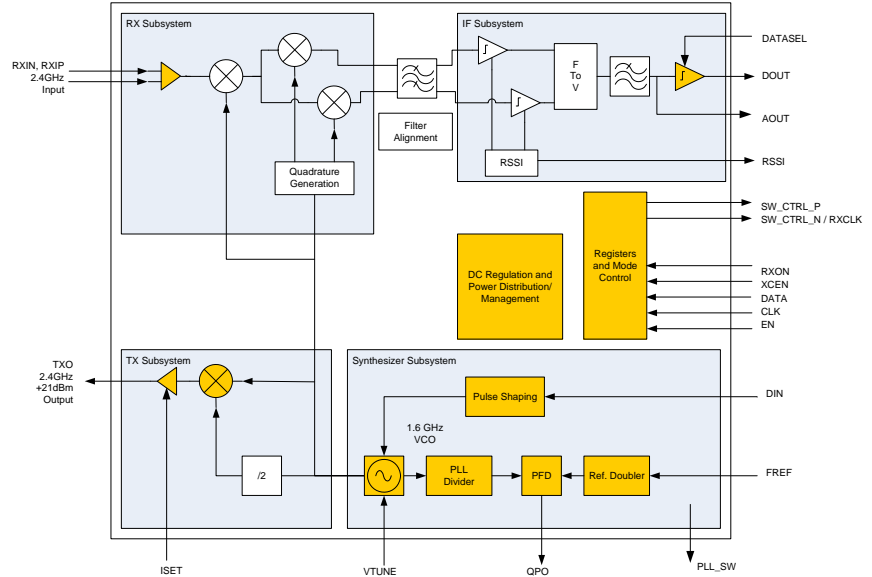 RX Subsystem
IF Subsystem
RXIN, RXIP
2.4GHz
Input
DATASEL
F
To
V
DOUT
Filter
Alignment
AOUT
RSSI
RSSI
Quadrature
Generation
SW_CTRL_P
SW_CTRL_N / RXCLK
DC Regulation and
Power Distribution/
Management
Registers
and Mode
Control
RXON
XCEN
DATA
CLK
EN
TX Subsystem
Synthesizer Subsystem
TXO
2.4GHz
+21dBm
Output
Pulse Shaping
DIN
1.6 GHz
VCO
/2
PLL
Divider
PFD
Ref. Doubler
FREF
ISET
VTUNE
QPO
PLL_SW